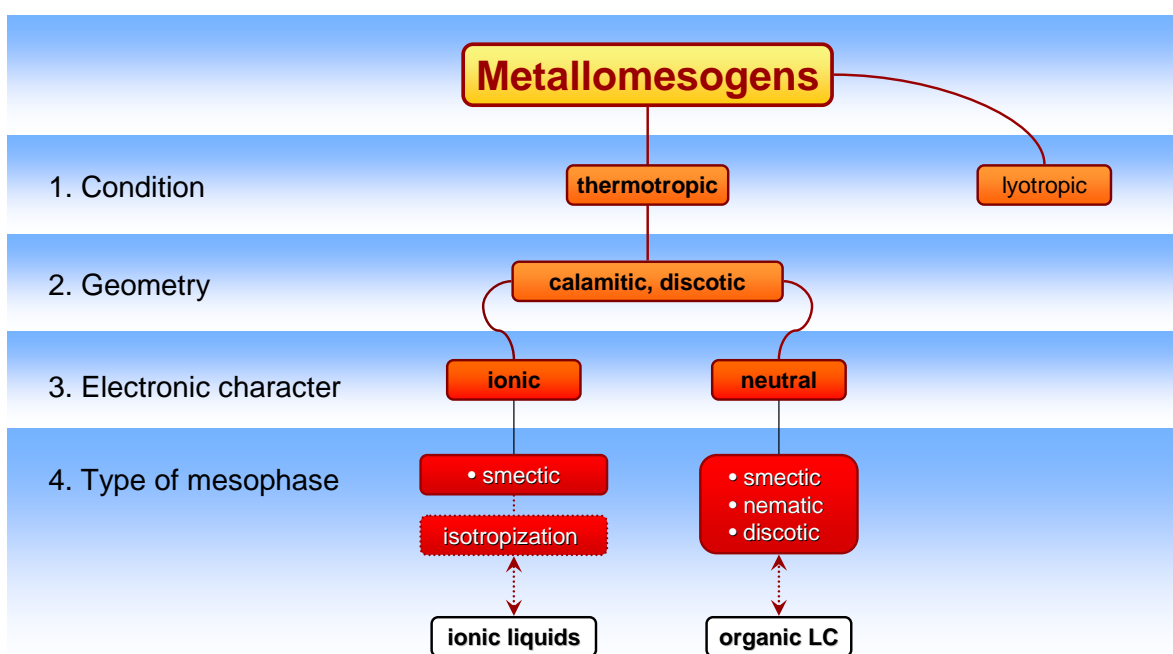 Metallomesogens
1. Condition
thermotropic
lyotropic
2. Geometry
calamitic, discotic
3. Electronic character
ionic
neutral
4. Type of mesophase
• smectic
isotropization
• smectic
• nematic
• discotic
ionic liquids
organic LC